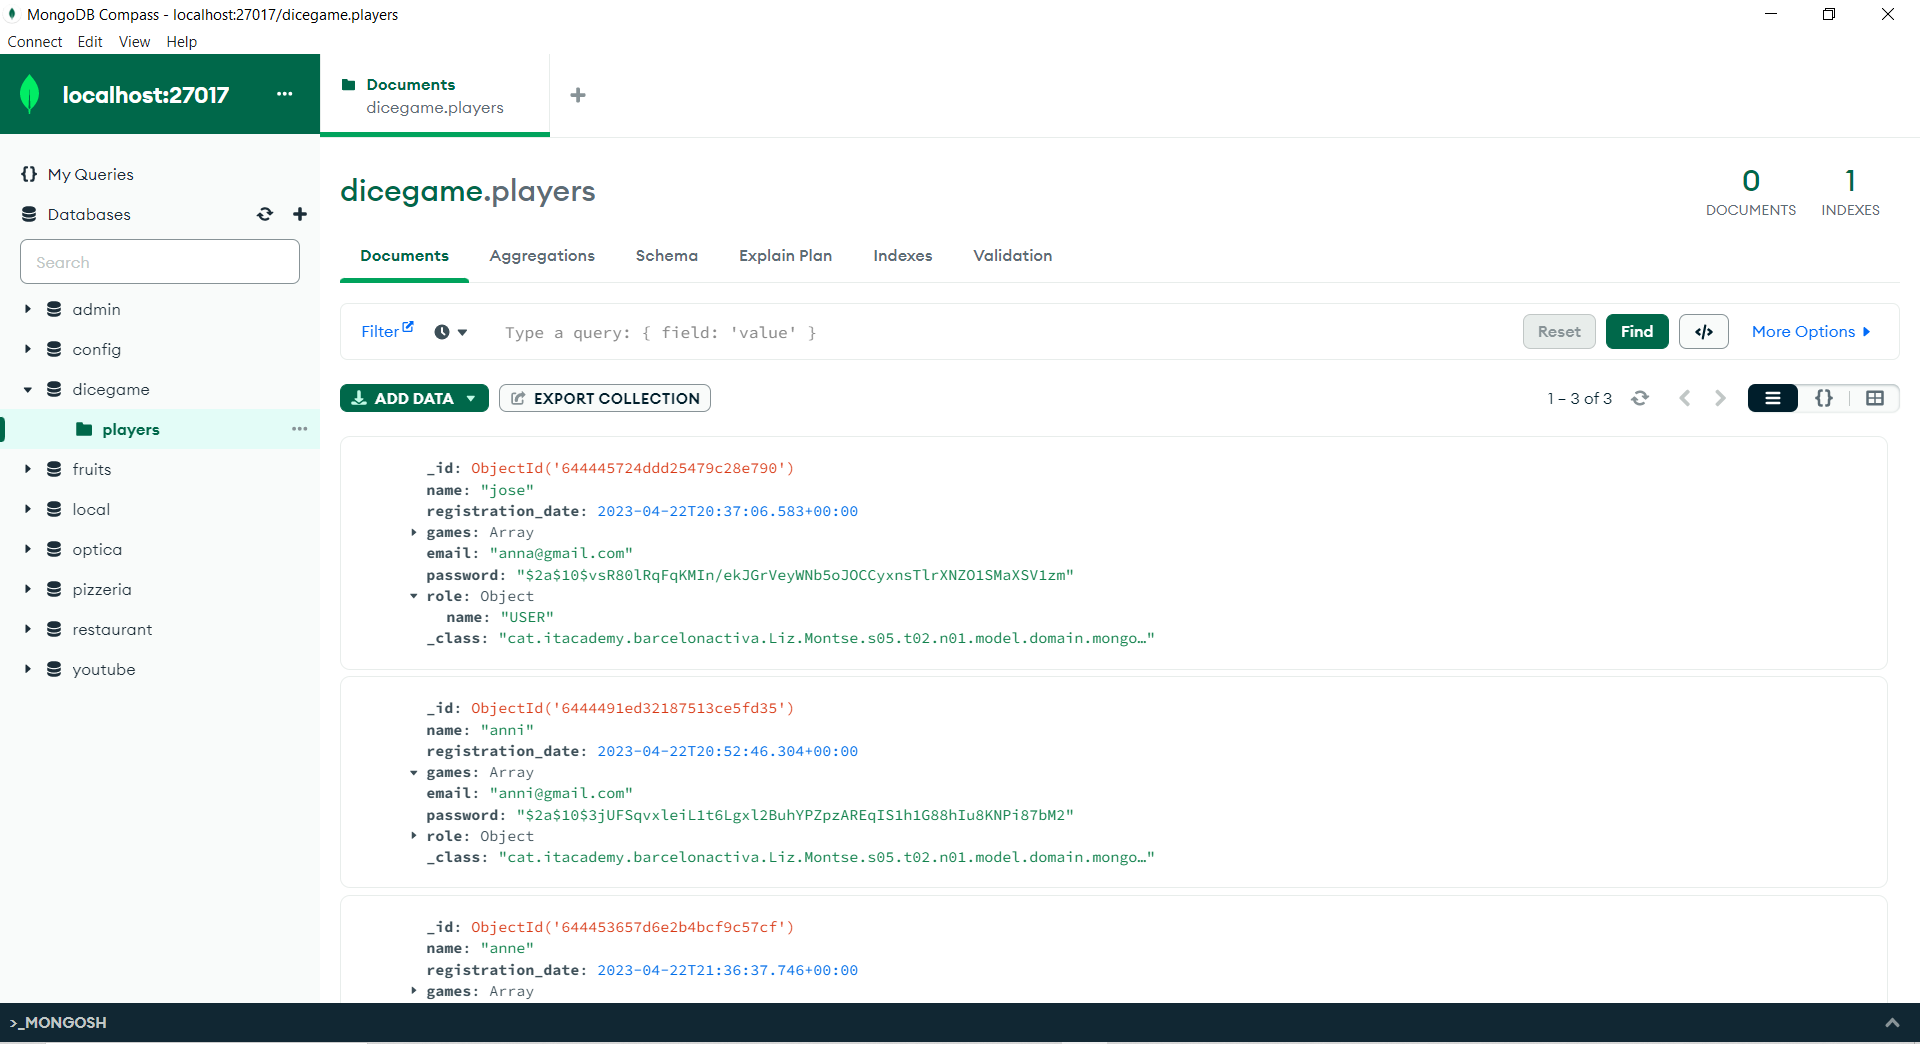 MongoDB Compass - localhost:27017/dicegame.players
Connect Edit View Help
localhost:27017 ...
Documents
dicegame.players
My Queries
Databases
Search
admin
config
dicegame
players
fruits
local
optica
pizzeria
restaurant
youtube
dicegame.players
0
DOCUMENTS
1
INDEXES
Documents Aggregations Schema Explain Plan Indexes Validation
Filter Type a query: { field: 'value' } Reset Find </> More Options
ADD DATA EXPORT COLLECTION 1 – 3 of 3 {}
_id: ObjectId('644445724ddd25479c28e790')
name: "jose"
registration_date: 2023-04-22T20:37:06.583+00:00
games: Array
email: "anna@gmail.com"
password: "$2a$10$vsR80lRqFqKMIn/ekJGrVeyWNb5oJOCCyxnsTlrXNZO1SMaXSV1zm"
role: Object
name: "USER"
_class: "cat.itacademy.barcelonactiva.Liz.Montse.s05.t02.n01.model.domain.mongo…"
_id: ObjectId('6444491ed32187513ce5fd35')
name: "anni"
registration_date: 2023-04-22T20:52:46.304+00:00
games: Array
email: "anni@gmail.com"
password: "$2a$10$3jUFSqvxleiL1t6Lgxl2BuhYPZpzAREqIS1h1G88hIu8KNPi87bM2"
role: Object
_class: "cat.itacademy.barcelonactiva.Liz.Montse.s05.t02.n01.model.domain.mongo…"
_id: ObjectId('644453657d6e2b4bcf9c57cf')
name: "anne"
registration_date: 2023-04-22T21:36:37.746+00:00
games: Array
>_MONGOSH